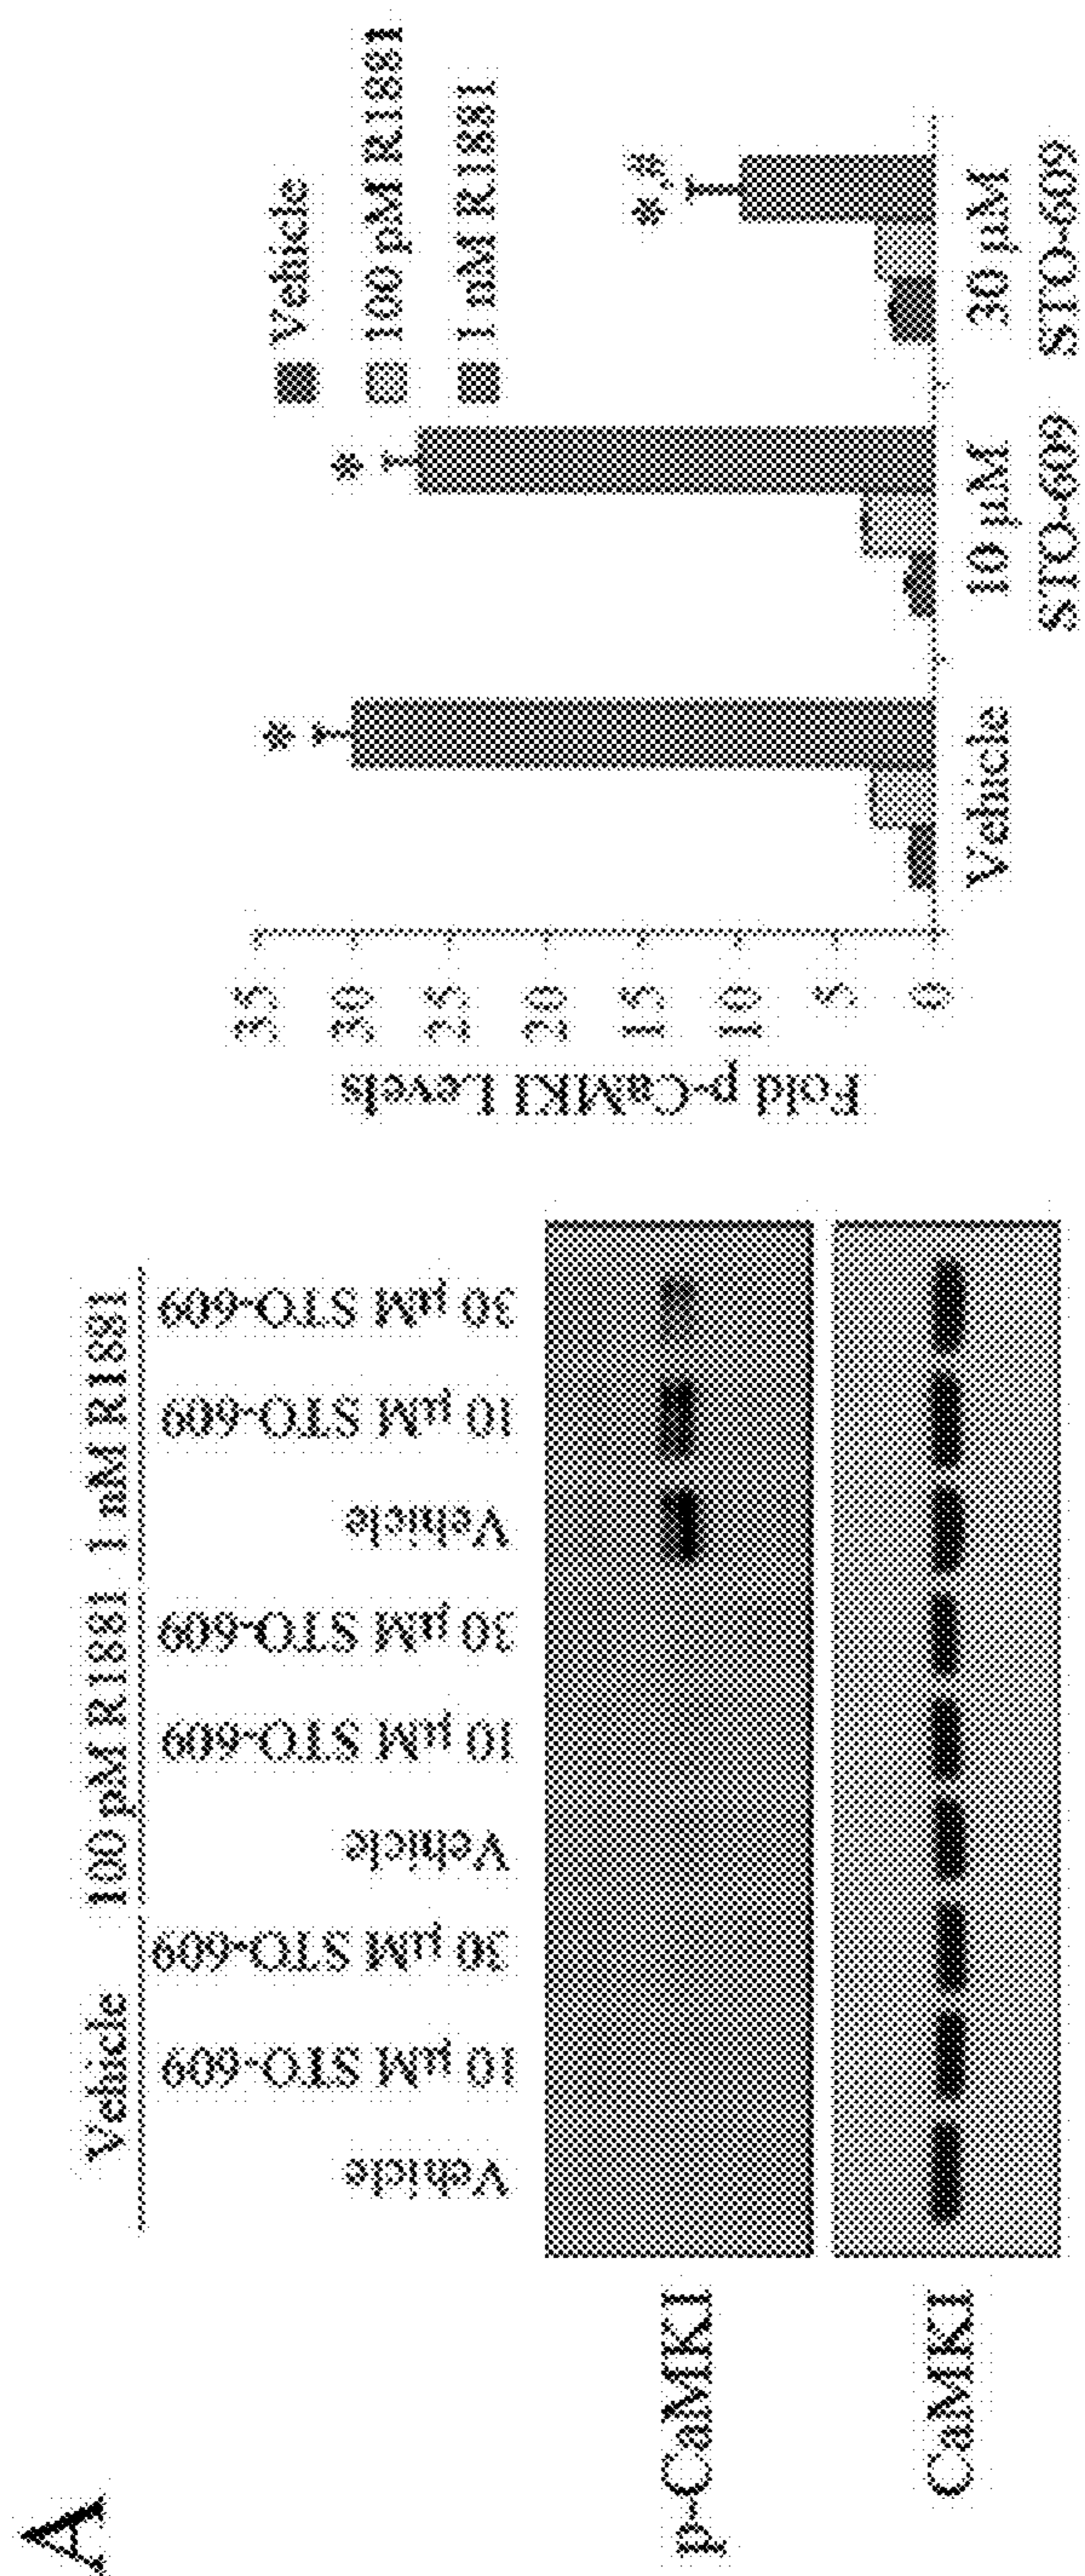 A
Vehicle 100 pM R1881 1 nM R1881
Vehicle
10 µM STO-609
30 µM STO-609
Vehicle
10 µM STO-609
30 µM STO-609
Vehicle
10 µM STO-609
30 µM STO-609
p-CaMKI
CaMKI
Fold p-CaMKI Levels
35
30
25
20
15
10
5
0
Vehicle
100 pM R1881
1 nM R1881
*
*
*,#
Vehicle
10 µM
STO-609
30 µM
STO-609